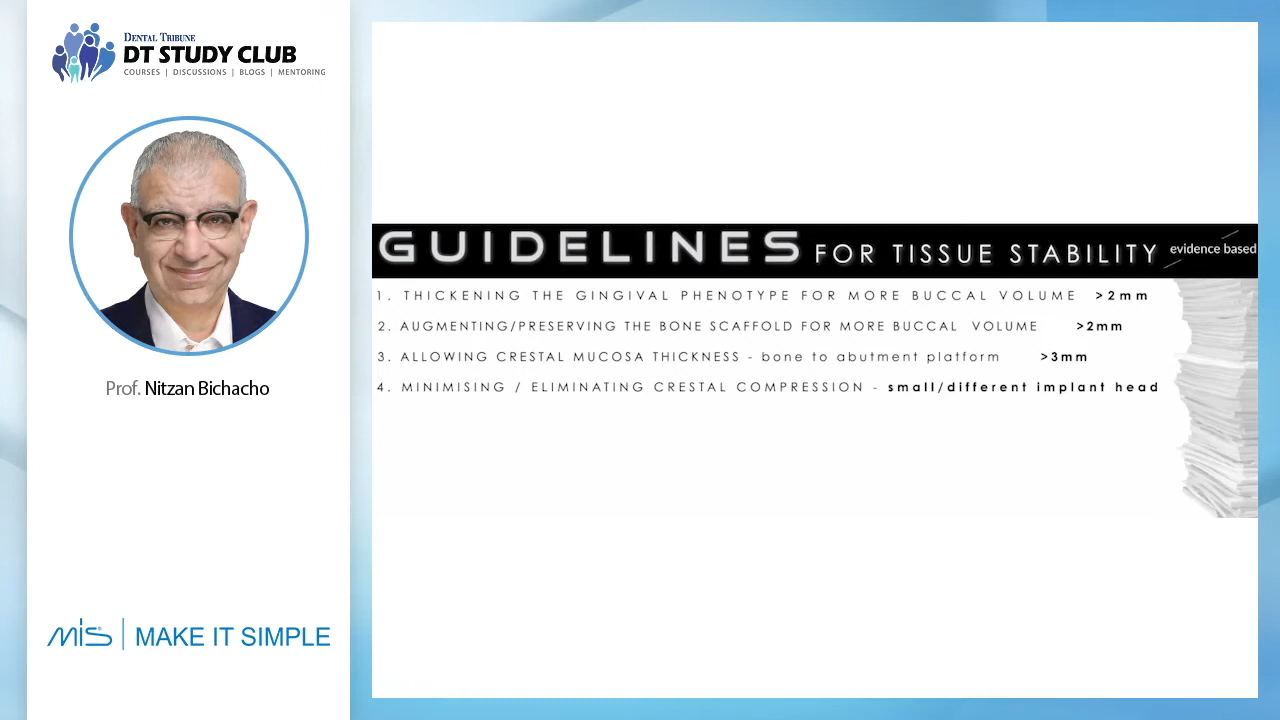 DENTAL TRIBUNE
DT STUDY CLUB
COURSES | DISCUSSIONS | BLOGS | MENTORING
Prof. Nitzan Bichacho
mis® | MAKE IT SIMPLE
GUIDELINES FOR TISSUE STABILITY evidence based
1. THICKENING THE GINGIVAL PHENOTYPE FOR MORE BUCCAL VOLUME >2mm
2. AUGMENTING/PRESERVING THE BONE SCAFFOLD FOR MORE BUCCAL VOLUME >2mm
3. ALLOWING CRESTAL MUCOSA THICKNESS - bone to abutment platform >3mm
4. MINIMISING / ELIMINATING CRESTAL COMPRESSION - small/different implant head